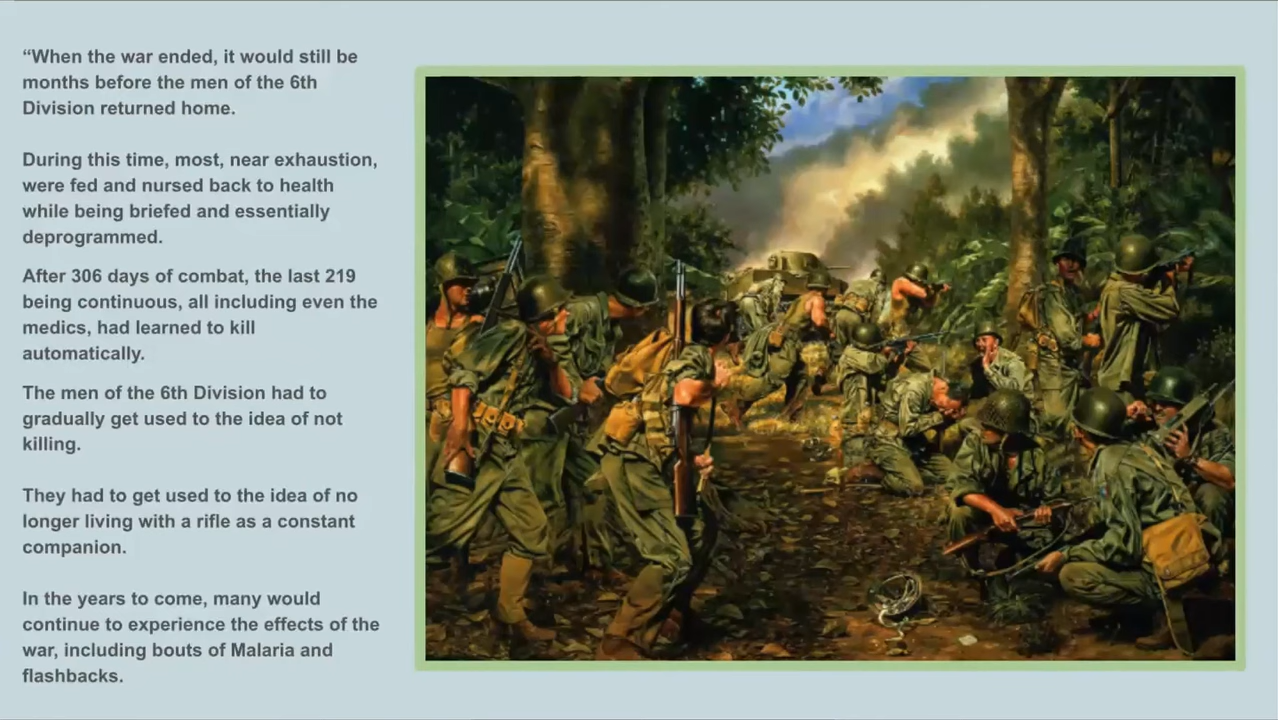 “When the war ended, it would still be
months before the men of the 6th
Division returned home.
During this time, most, near exhaustion,
were fed and nursed back to health
while being briefed and essentially
deprogrammed.
After 306 days of combat, the last 219
being continuous, all including even the
medics, had learned to kill
automatically.
The men of the 6th Division had to
gradually get used to the idea of not
killing.
They had to get used to the idea of no
longer living with a rifle as a constant
companion.
In the years to come, many would
continue to experience the effects of the
war, including bouts of Malaria and
flashbacks.